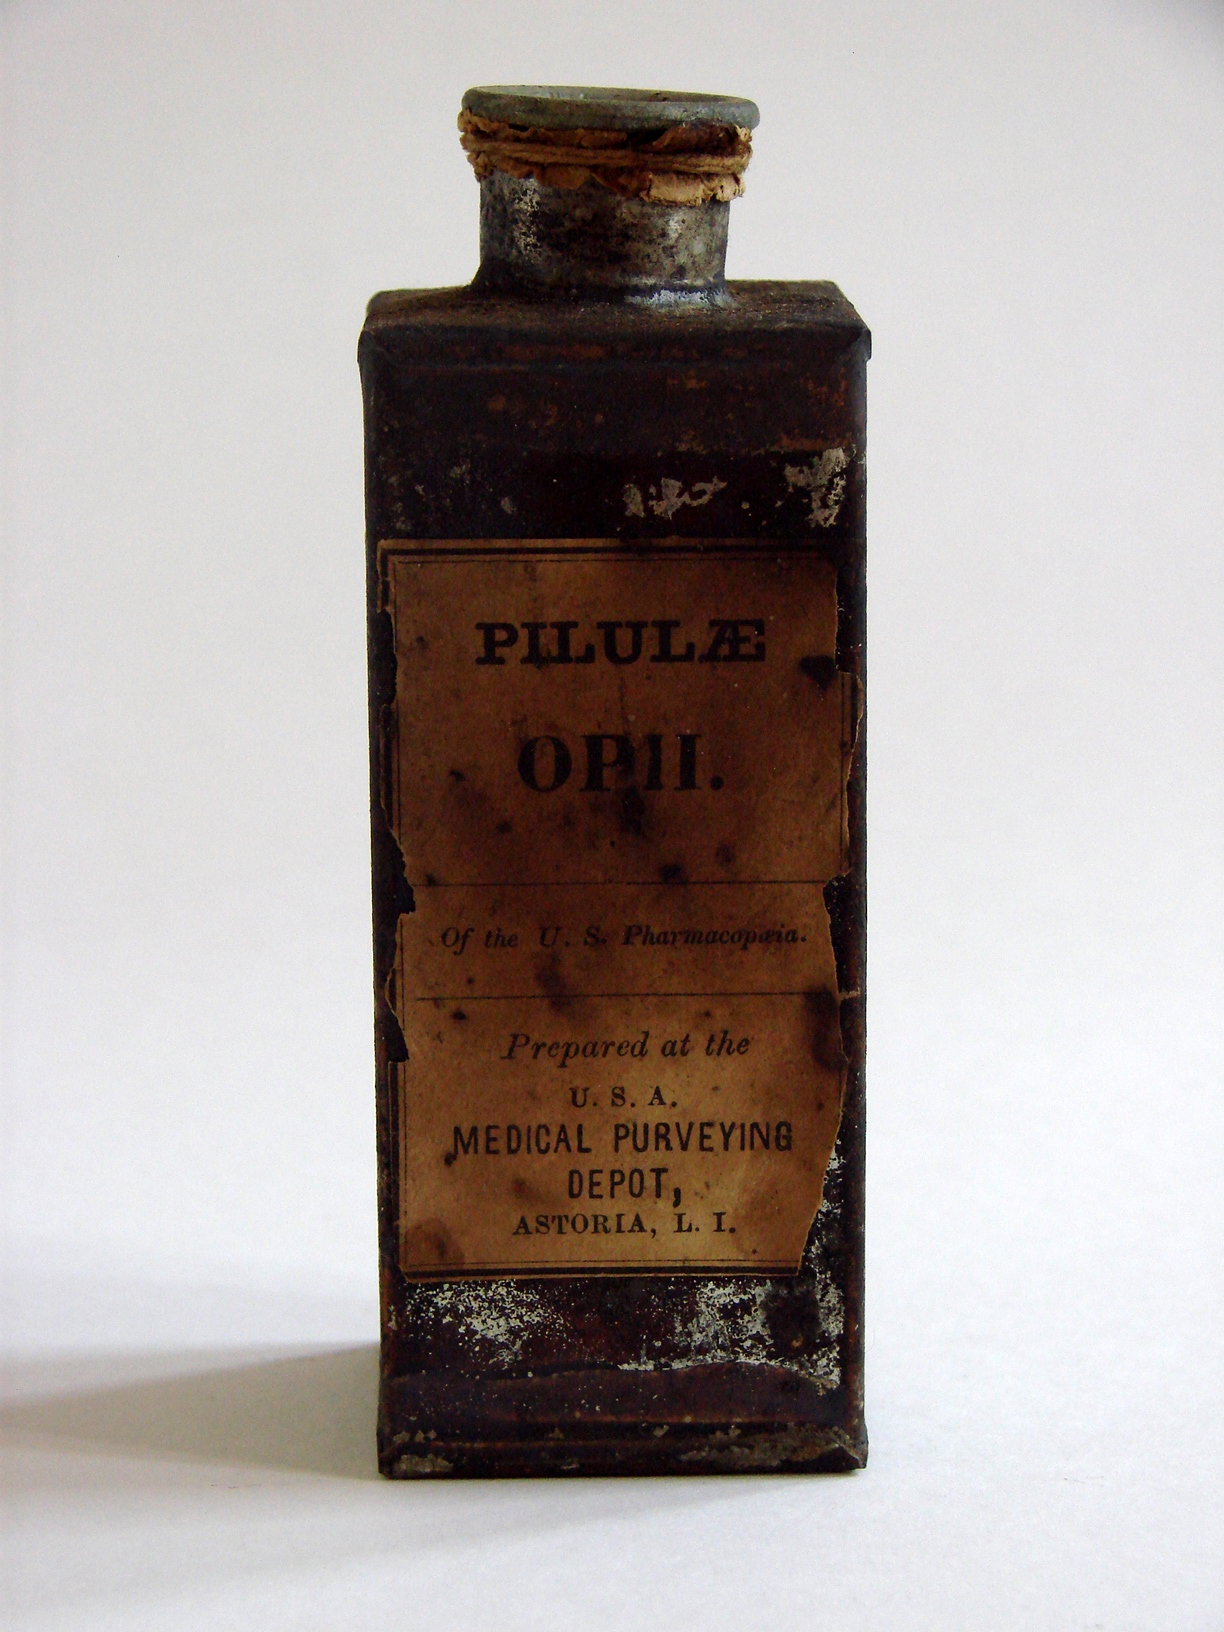 PILULÆ
OPII.
Of the U. S. Pharmacopœia.
Prepared at the
U. S. A.
MEDICAL PURVEYING
DEPOT,
ASTORIA, L. I.